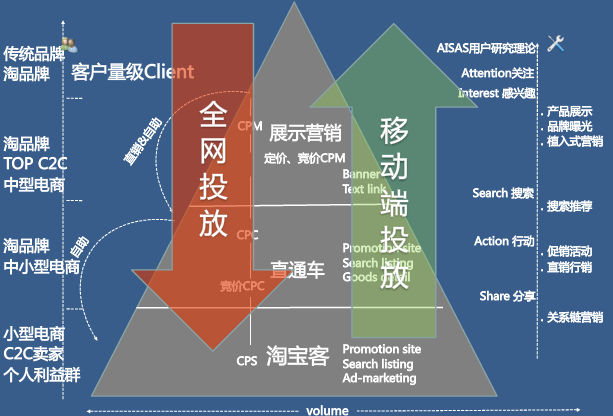 传统品牌
淘品牌
客户量级Client
淘品牌
TOP C2C
中型电商
淘品牌
中小型电商
小型电商
C2C卖家
个人利益群
直销&自助
自助
全网投放
移动端投放
CPM
展示营销
定价、竞价CPM
Banner
Text link
CPC
直通车
竞价CPC
Promotion site
Search listing
Goods detail
CPS
淘宝客
Promotion site
Search listing
Ad-marketing
AISAS用户研究理论
Attention关注
Interest 感兴趣
. 产品展示
. 品牌曝光
. 植入式营销
Search 搜索
. 搜索推荐
Action 行动
. 促销活动
. 直销行销
Share 分享
. 关系链营销
volume